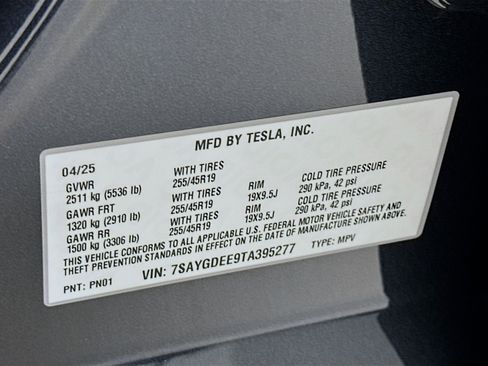 MFD BY TESLA, INC.
04/25
GVWR WITH TIRES
2511 kg (5536 lb) 255/45R19
GAWR FRT WITH TIRES RIM COLD TIRE PRESSURE
1320 kg (2910 lb) 255/45R19 19X9.5J 290 kPa, 42 psi
GAWR RR WITH TIRES RIM COLD TIRE PRESSURE
1500 kg (3306 lb) 255/45R19 19X9.5J 290 kPa, 42 psi
THIS VEHICLE CONFORMS TO ALL APPLICABLE U.S. FEDERAL MOTOR VEHICLE SAFETY AND
THEFT PREVENTION STANDARDS IN EFFECT ON THE DATE OF MANUFACTURE SHOWN ABOVE.
PNT: PN01 VIN: 7SAYGDEE9TA395277 TYPE: MPV